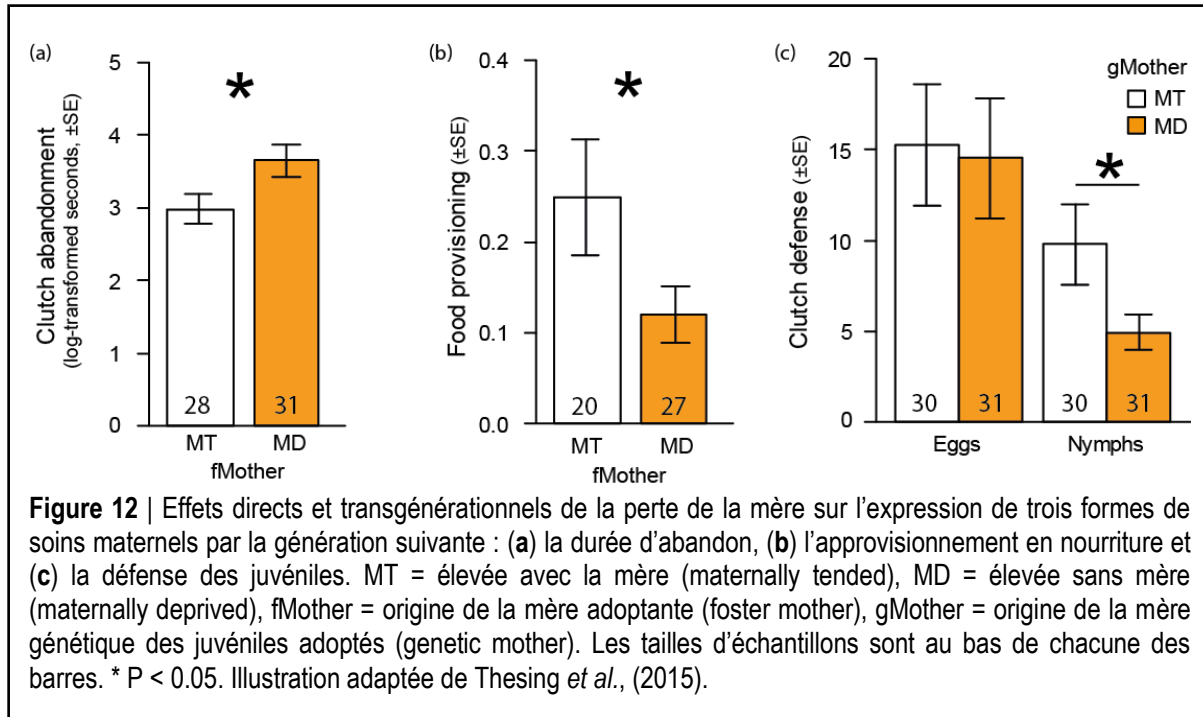 (a)
Clutch abandonment
(log-transformed seconds, ±SE)
5
4
3
2
1
0
*
28
31
MT
MD
fMother
(b)
Food provisioning (±SE)
0.4
0.3
0.2
0.1
0.0
*
20
27
MT
MD
fMother
(c)
Clutch defense (±SE)
20
15
10
5
0
gMother
MT
MD
*
30
31
30
31
Eggs
Nymphs
Figure 12 | Effets directs et transgénérationnels de la perte de la mère sur l’expression de trois formes de
soins maternels par la génération suivante : (a) la durée d’abandon, (b) l’approvisionnement en nourriture et
(c) la défense des juvéniles. MT = élevée avec la mère (maternally tended), MD = élevée sans mère
(maternally deprived), fMother = origine de la mère adoptante (foster mother), gMother = origine de la mère
génétique des juvéniles adoptés (genetic mother). Les tailles d’échantillons sont au bas de chacune des
barres. * P < 0.05. Illustration adaptée de Thesing et al., (2015).